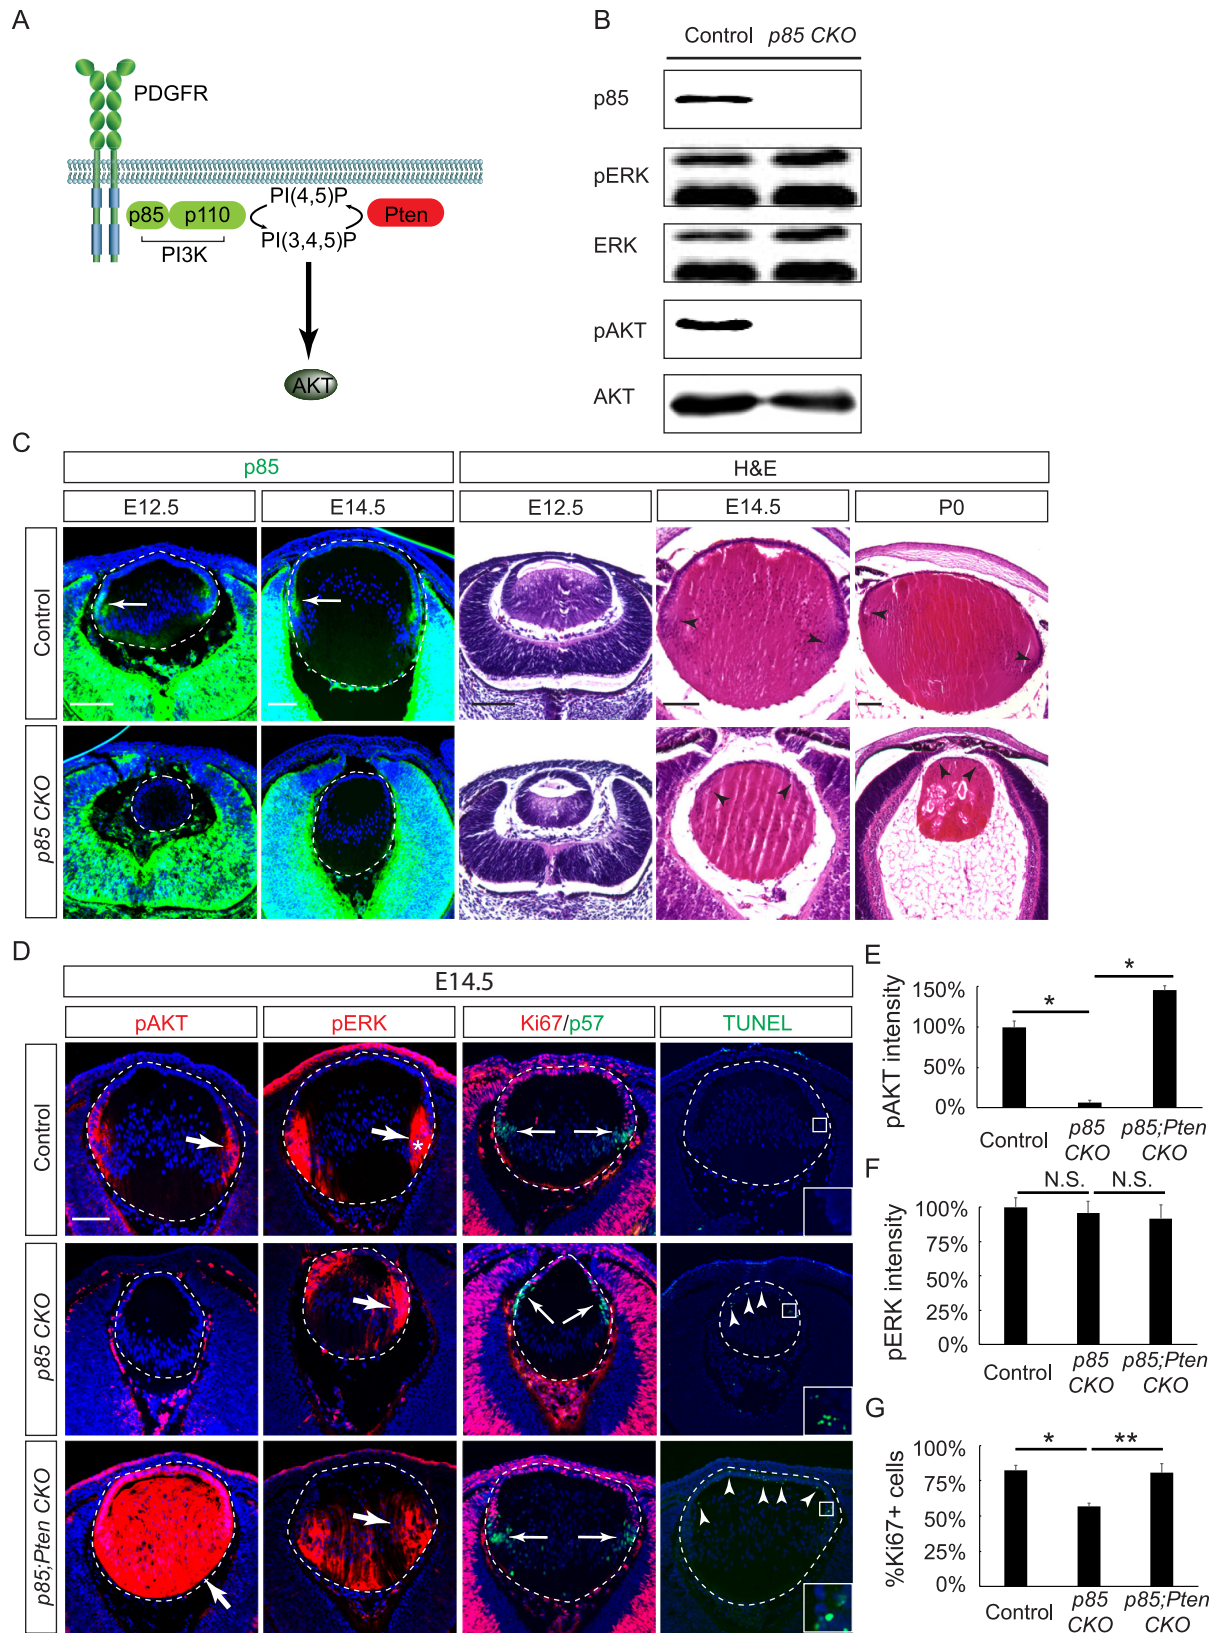 A
PDGFR
p85 p110
PI3K
PI(4,5)P
PI(3,4,5)P
Pten
AKT
B
Control p85 CKO
p85
pERK
ERK
pAKT
AKT
C
p85
H&E
E12.5 E14.5 E12.5 E14.5 P0
Control
p85 CKO
D
E14.5
pAKT pERK Ki67/p57 TUNEL
Control
*
p85 CKO
p85;Pten CKO
E
pAKT intensity
150%
100%
50%
0%
* *
Control p85 CKO p85;Pten CKO
F
pERK intensity
N.S. N.S.
100%
75%
50%
25%
0%
Control p85 CKO p85;Pten CKO
G
%Ki67+ cells
* **
100%
75%
50%
25%
0%
Control p85 CKO p85;Pten CKO